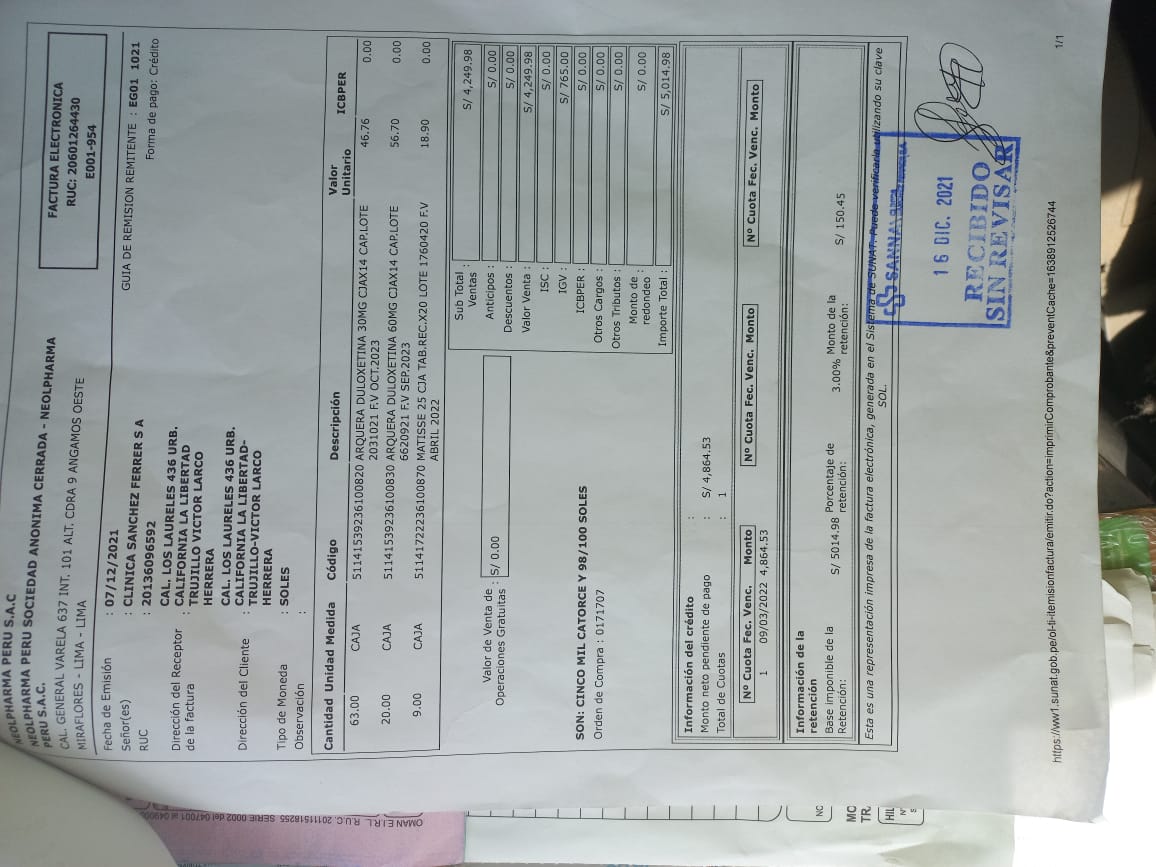 NEOLPHARMA PERU S.A.C
NEOLPHARMA PERU SOCIEDAD ANONIMA CERRADA - NEOLPHARMA
PERU S.A.C.
CAL. GENERAL VARELA 637 INT. 101 ALT. CDRA 9 ANGAMOS OESTE
MIRAFLORES - LIMA - LIMA
FACTURA ELECTRONICA
RUC: 20601264430
E001-954
Fecha de Emisión : 07/12/2021
GUIA DE REMISION REMITENTE : EG01 1021
Señor(es) : CLINICA SANCHEZ FERRER S A
Forma de pago: Crédito
RUC : 20136096592
Dirección del Receptor de la factura : CAL. LOS LAURELES 436 URB.
CALIFORNIA LA LIBERTAD
TRUJILLO VICTOR LARCO
HERRERA
Dirección del Cliente : CAL. LOS LAURELES 436 URB.
CALIFORNIA LA LIBERTAD-
TRUJILLO-VICTOR LARCO
HERRERA
Tipo de Moneda : SOLES
Observación :
Cantidad Unidad Medida Código Descripción Valor Unitario ICBPER
63.00 CAJA 5114153923610082​0 ARQUERA DULOXETINA 30MG CJAX14 CAP.LOTE 46.76 0.00
2031021 F.V OCT.2023
20.00 CAJA 51141539236100830 ARQUERA DULOXETINA 60MG CJAX14 CAP.LOTE 56.70 0.00
6620921 F.V SEP.2023
9.00 CAJA 51141722236100870 MATISSE 25 CJA TAB.REC.X20 LOTE 1760420 F.V 18.90 0.00
ABRIL 2022
Valor de Venta de Operaciones Gratuitas : S/ 0.00
Sub Total Ventas : S/ 4,249.98
Anticipos : S/ 0.00
Descuentos : S/ 0.00
Valor Venta : S/ 4,249.98
ISC : S/ 0.00
IGV : S/ 765.00
ICBPER : S/ 0.00
Otros Cargos : S/ 0.00
Otros Tributos : S/ 0.00
Monto de redondeo : S/ 0.00
Importe Total : S/ 5,014.98
SON: CINCO MIL CATORCE Y 98/100 SOLES
Orden de Compra : 0171707
Información del crédito :
Monto neto pendiente de pago : S/ 4,864.53
Total de Cuotas : 1
Nº Cuota Fec. Venc. Monto Nº Cuota Fec. Venc. Monto Nº Cuota Fec. Venc. Monto
1 09/03/2022 4,864.53
Información de la
retención
Base imponible de la Retención: S/ 5014.98 Porcentaje de retención: 3.00% Monto de la retención: S/ 150.45
Esta es una representación impresa de la factura electrónica, generada en el Sistema de SUNAT. Puede verificarla utilizando su clave
SOL.
SANNA
16 DIC. 2021
RECIBIDO
SIN REVISAR
https://ww1.sunat.gob.pe/ol-ti-itemisionfactura/emitir.do?action=imprimirComprobante&preventCache=1638912526744
1/1